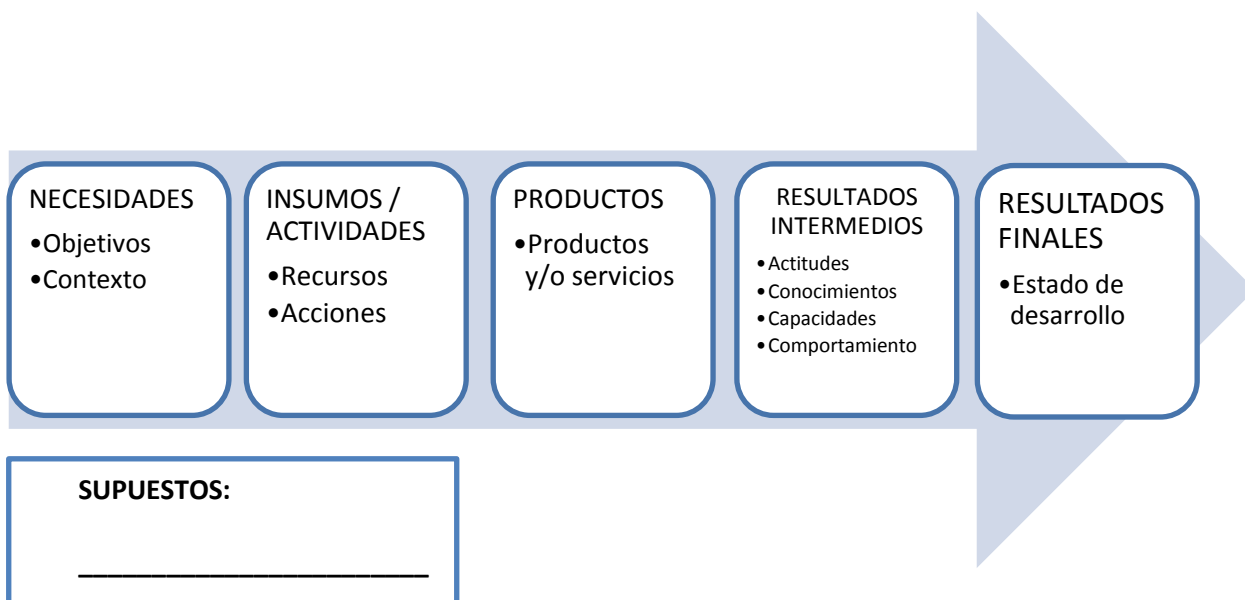 NECESIDADES
•Objetivos
•Contexto
INSUMOS /
ACTIVIDADES
•Recursos
•Acciones
PRODUCTOS
•Productos
y/o servicios
RESULTADOS
INTERMEDIOS
•Actitudes
•Conocimientos
•Capacidades
•Comportamiento
RESULTADOS
FINALES
•Estado de
desarrollo
SUPUESTOS: